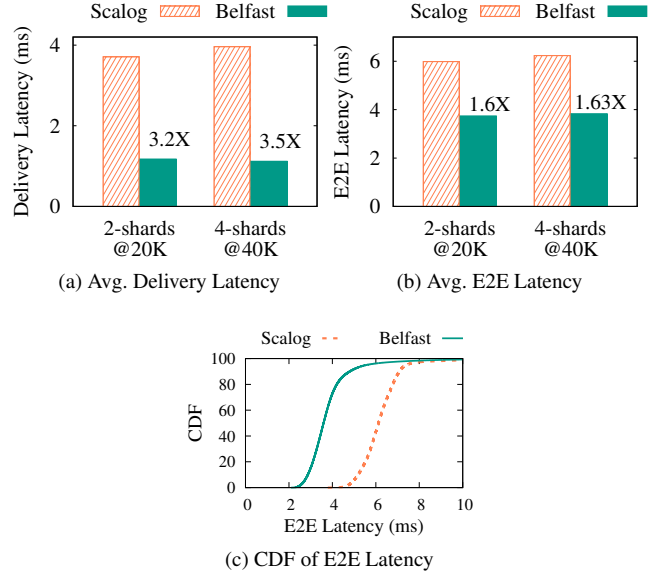 Scalog Belfast
Delivery Latency (ms)
4
2
0
3.2X
3.5X
2-shards 4-shards
@20K @40K
(a) Avg. Delivery Latency
Scalog Belfast
E2E Latency (ms)
6
4
2
0
1.6X
1.63X
2-shards 4-shards
@20K @40K
(b) Avg. E2E Latency
Scalog Belfast
CDF
100
80
60
40
20
0
0 2 4 6 8 10
E2E Latency (ms)
(c) CDF of E2E Latency